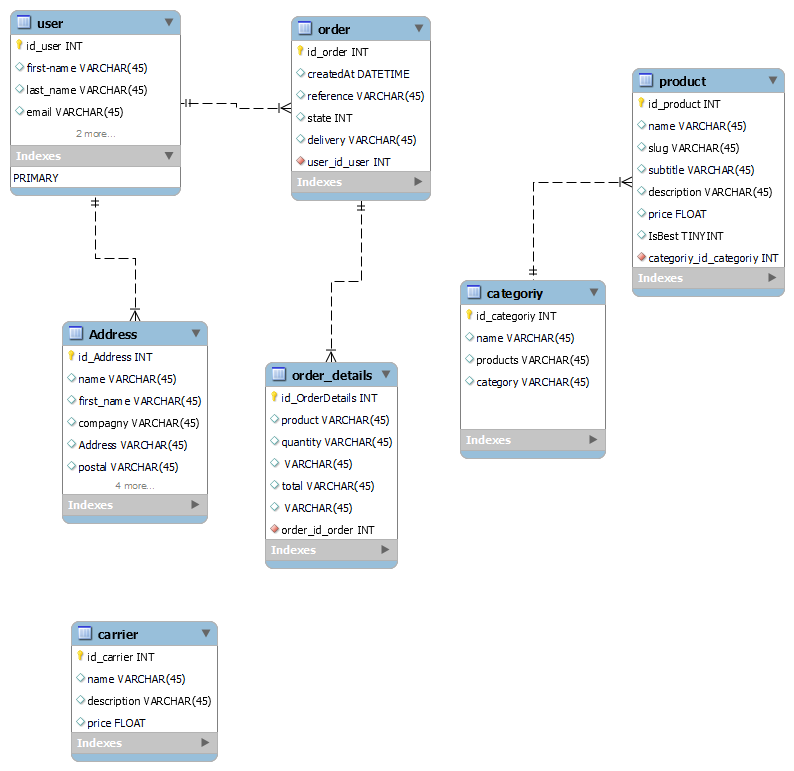 user
id_user INT
first-name VARCHAR(45)
last_name VARCHAR(45)
email VARCHAR(45)
2 more...
Indexes
PRIMARY
order
id_order INT
createdAt DATETIME
reference VARCHAR(45)
state INT
delivery VARCHAR(45)
user_id_user INT
Indexes
product
id_product INT
name VARCHAR(45)
slug VARCHAR(45)
subtitle VARCHAR(45)
description VARCHAR(45)
price FLOAT
IsBest TINYINT
categoriy_id_categoriy INT
Indexes
categoriy
id_categoriy INT
name VARCHAR(45)
products VARCHAR(45)
category VARCHAR(45)
Indexes
Address
id_Address INT
name VARCHAR(45)
first_name VARCHAR(45)
compagny VARCHAR(45)
Address VARCHAR(45)
postal VARCHAR(45)
4 more...
Indexes
order_details
id_OrderDetails INT
product VARCHAR(45)
quantity VARCHAR(45)
VARCHAR(45)
total VARCHAR(45)
VARCHAR(45)
order_id_order INT
Indexes
carrier
id_carrier INT
name VARCHAR(45)
description VARCHAR(45)
price FLOAT
Indexes